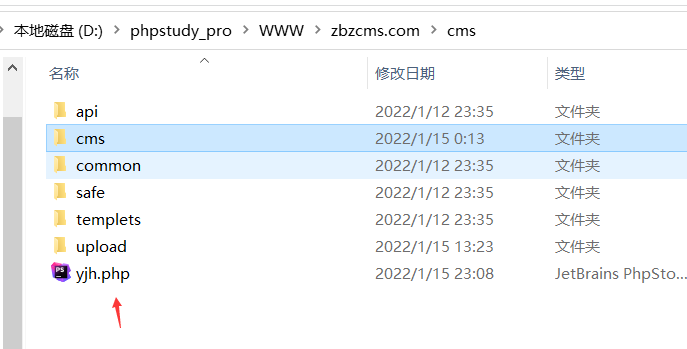 本地磁盘 (D:) › phpstudy_pro › WWW › zbzcms.com › cms
名称 修改日期 类型
api 2022/1/12 23:35 文件夹
cms 2022/1/15 0:13 文件夹
common 2022/1/12 23:35 文件夹
safe 2022/1/12 23:35 文件夹
templets 2022/1/12 23:35 文件夹
upload 2022/1/15 13:23 文件夹
yjh.php 2022/1/15 23:08 JetBrains PhpSto...